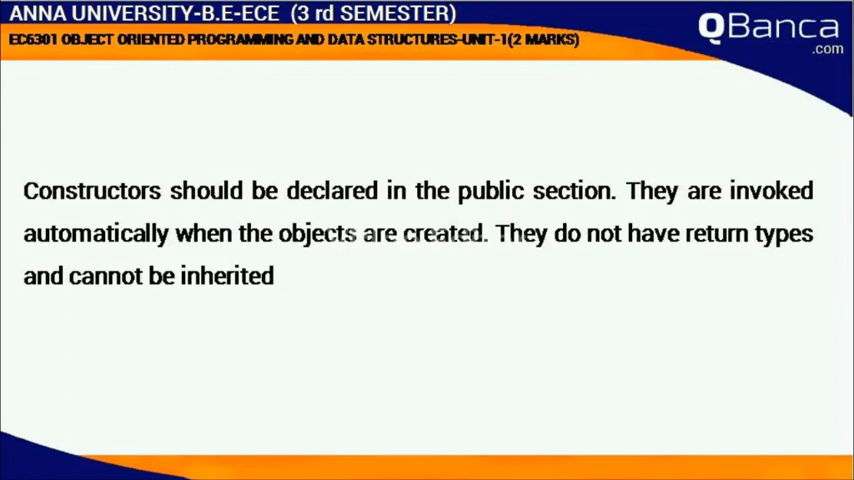 ANNA UNIVERSITY-B.E-ECE (3 rd SEMESTER)
EC6301 OBJECT ORIENTED PROGRAMMING AND DATA STRUCTURES-UNIT-1(2 MARKS)
QBanca
.com
Constructors should be declared in the public section. They are invoked
automatically when the objects are created. They do not have return types
and cannot be inherited